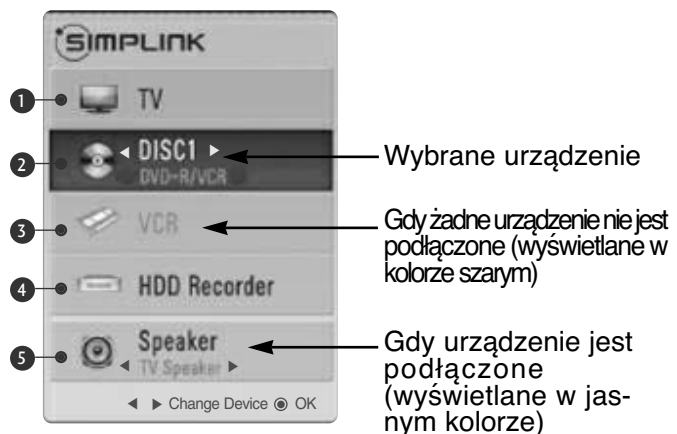 SIMPLINK
1 TV
2 ◄ DISC1 ►
DVD-R/VCR
Wybrane urządzenie
3 VCR
Gdy żadne urządzenie nie jest
podłączone (wyświetlane w
kolorze szarym)
4 HDD Recorder
5 Speaker
◄ TV Speaker ►
Gdy urządzenie jest
podłączone
(wyświetlane w jas-
nym kolorze)
◄ ► Change Device ◉ OK